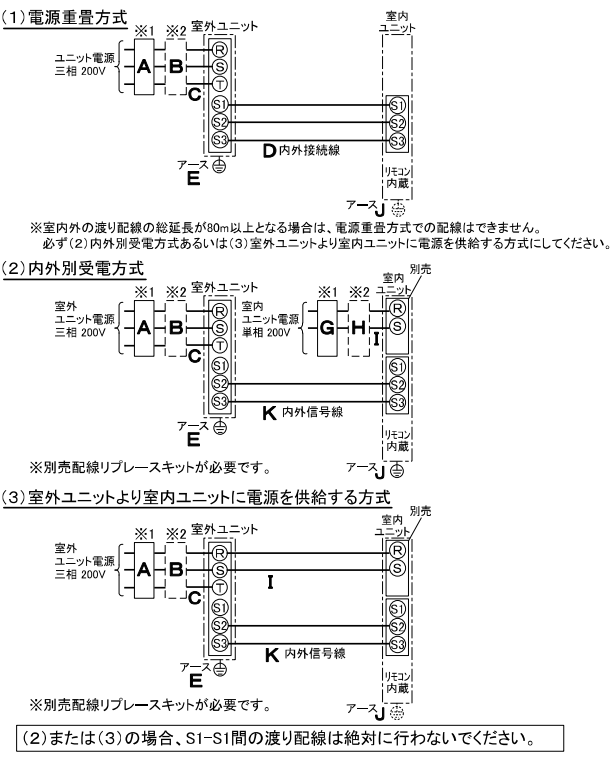 (1)電源重畳方式
※1 ※2 室外ユニット
室内
ユニット
ユニット電源
三相 200V
A B
R
S
T
C
S1
S2
S3
S1
S2
S3
D 内外接続線
アース
E
リモコン
内蔵
アース J
※室内外の渡り配線の総延長が80m以上となる場合は、電源重畳方式での配線はできません。
必ず(2)内外別受電方式あるいは(3)室外ユニットより室内ユニットに電源を供給する方式にしてください。
(2)内外別受電方式
※1 ※2 室外ユニット
※1 ※2
室内
ユニット
別売
室外
ユニット電源
三相 200V
A B
R
S
T
C
S1
S2
S3
室内
ユニット電源
単相 200V
G H
I
R
S
S1
S2
S3
K 内外信号線
アース
E
リモコン
内蔵
アース J
※別売配線リプレースキットが必要です。
(3)室外ユニットより室内ユニットに電源を供給する方式
※1 ※2 室外ユニット
室内
ユニット
別売
室外
ユニット電源
三相 200V
A B
R
S
T
C
S1
S2
S3
I
R
S
S1
S2
S3
K 内外信号線
アース
E
リモコン
内蔵
アース J
※別売配線リプレースキットが必要です。
(2)または(3)の場合、S1-S1間の渡り配線は絶対に行わないでください。